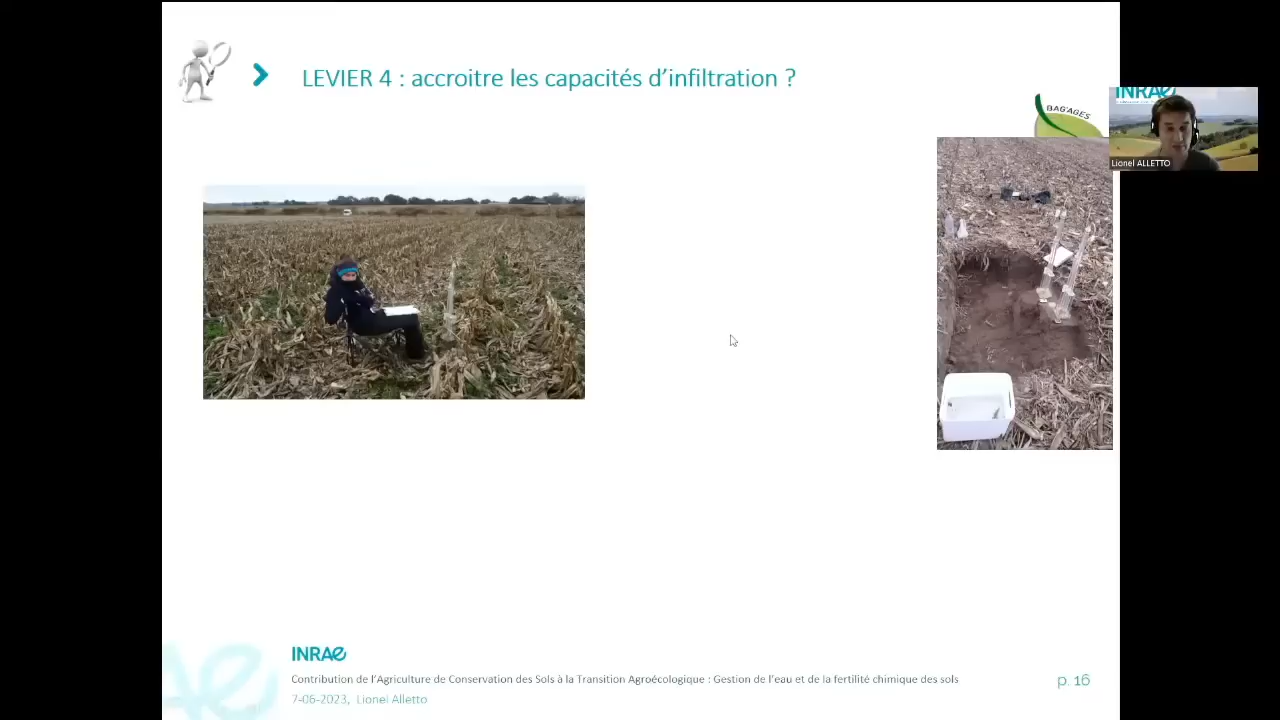 LEVIER 4 : accroitre les capacités d’infiltration ?
BAG'AGES
INRAE
Lionel ALLETTO
INRAE
Contribution de l’Agriculture de Conservation des Sols à la Transition Agroécologique : Gestion de l’eau et de la fertilité chimique des sols
p. 16
7-06-2023, Lionel Alletto